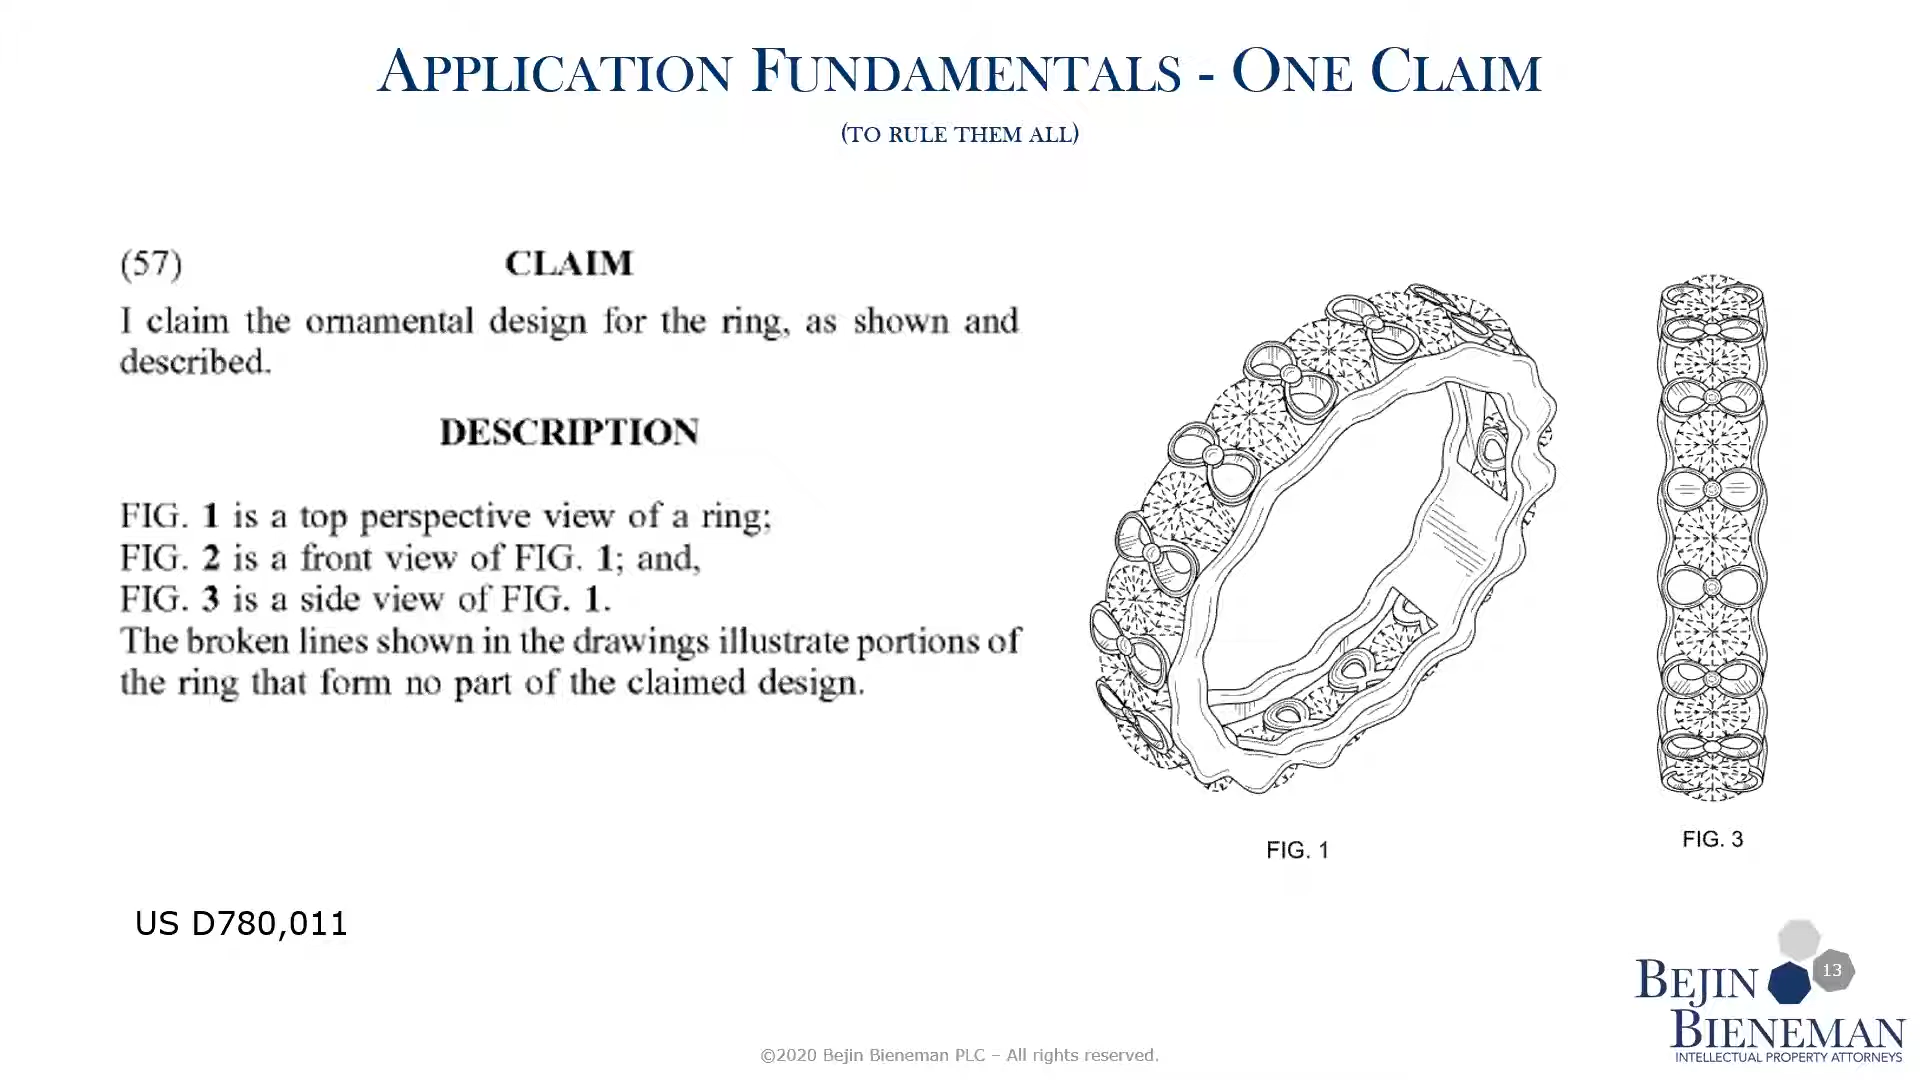 APPLICATION FUNDAMENTALS - ONE CLAIM
(TO RULE THEM ALL)
(57) CLAIM
I claim the ornamental design for the ring, as shown and
described.
DESCRIPTION
FIG. 1 is a top perspective view of a ring;
FIG. 2 is a front view of FIG. 1; and,
FIG. 3 is a side view of FIG. 1.
The broken lines shown in the drawings illustrate portions of
the ring that form no part of the claimed design.
FIG. 1
FIG. 3
US D780,011
13
BEJIN
BIENEMAN
INTELLECTUAL PROPERTY ATTORNEYS
©2020 Bejin Bieneman PLC – All rights reserved.